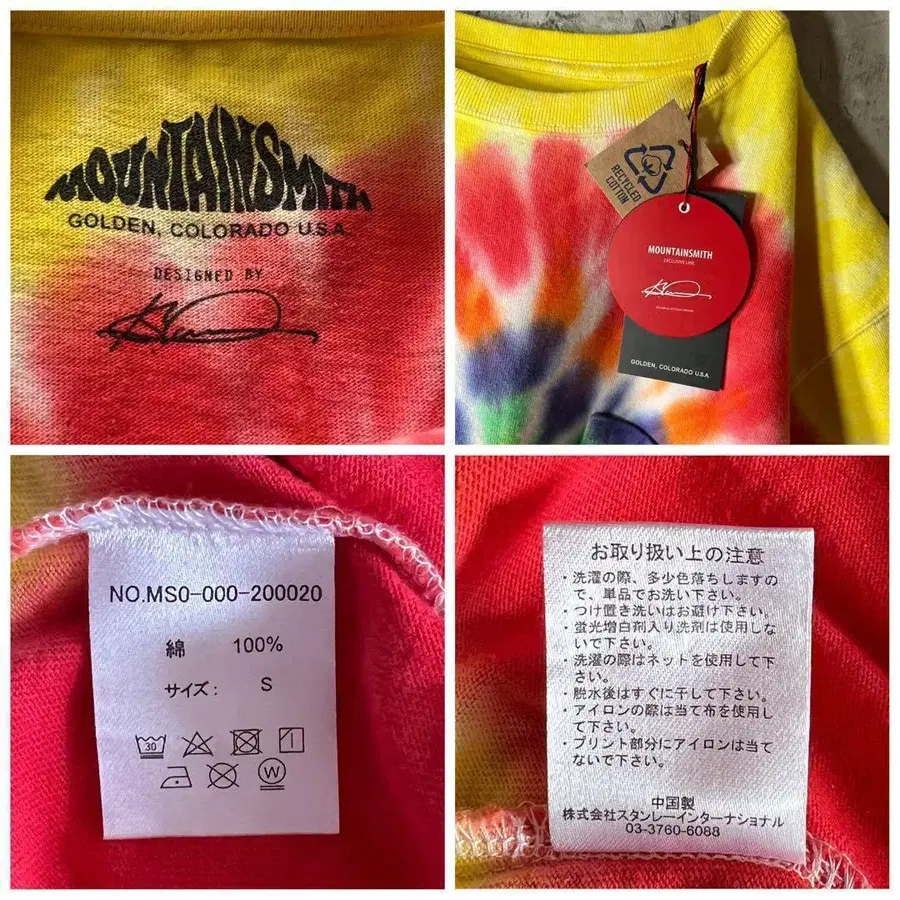 MOUNTAINSMITH
GOLDEN, COLORADO U.S.A.
DESIGNED BY
RECYCLED
COTTON
MOUNTAINSMITH
EXCLUSIVE LINE
GOLDEN, COLORADO U.S.A.
NO.MS0-000-200020
綿 100%
サイズ： S
30
W
お取り扱い上の注意
・洗濯の際、多少色落ちしますの
で、単品でお洗い下さい。
・つけ置き洗いはお避け下さい。
・蛍光増白剤入り洗剤は使用しな
いで下さい。
・洗濯の際はネットを使用して下
さい。
・脱水後はすぐに干して下さい。
・アイロンの際は当て布を使用し
て下さい。
・プリント部分にアイロンは当て
ないで下さい。
中国製
株式会社スタンレーインターナショナル
03-3760-6088